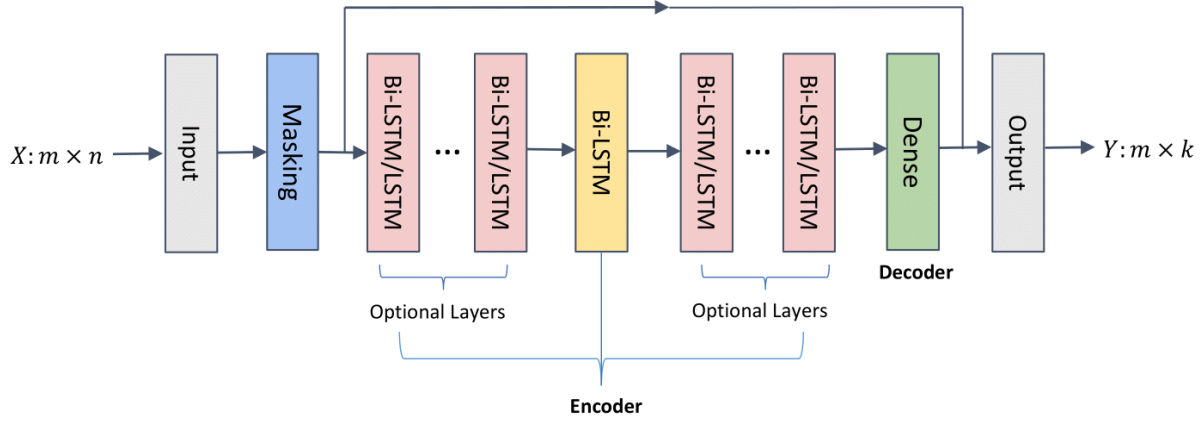 X: m × n
Input
Masking
Bi-LSTM/LSTM
...
Bi-LSTM/LSTM
Bi-LSTM
Bi-LSTM/LSTM
...
Bi-LSTM/LSTM
Dense
Output
Y: m × k
Decoder
Optional Layers
Optional Layers
Encoder